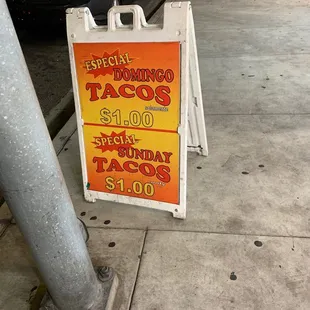 ESPECIAL
DOMINGO
TACOS
$1.00
SPECIAL
SUNDAY
TACOS
$1.00